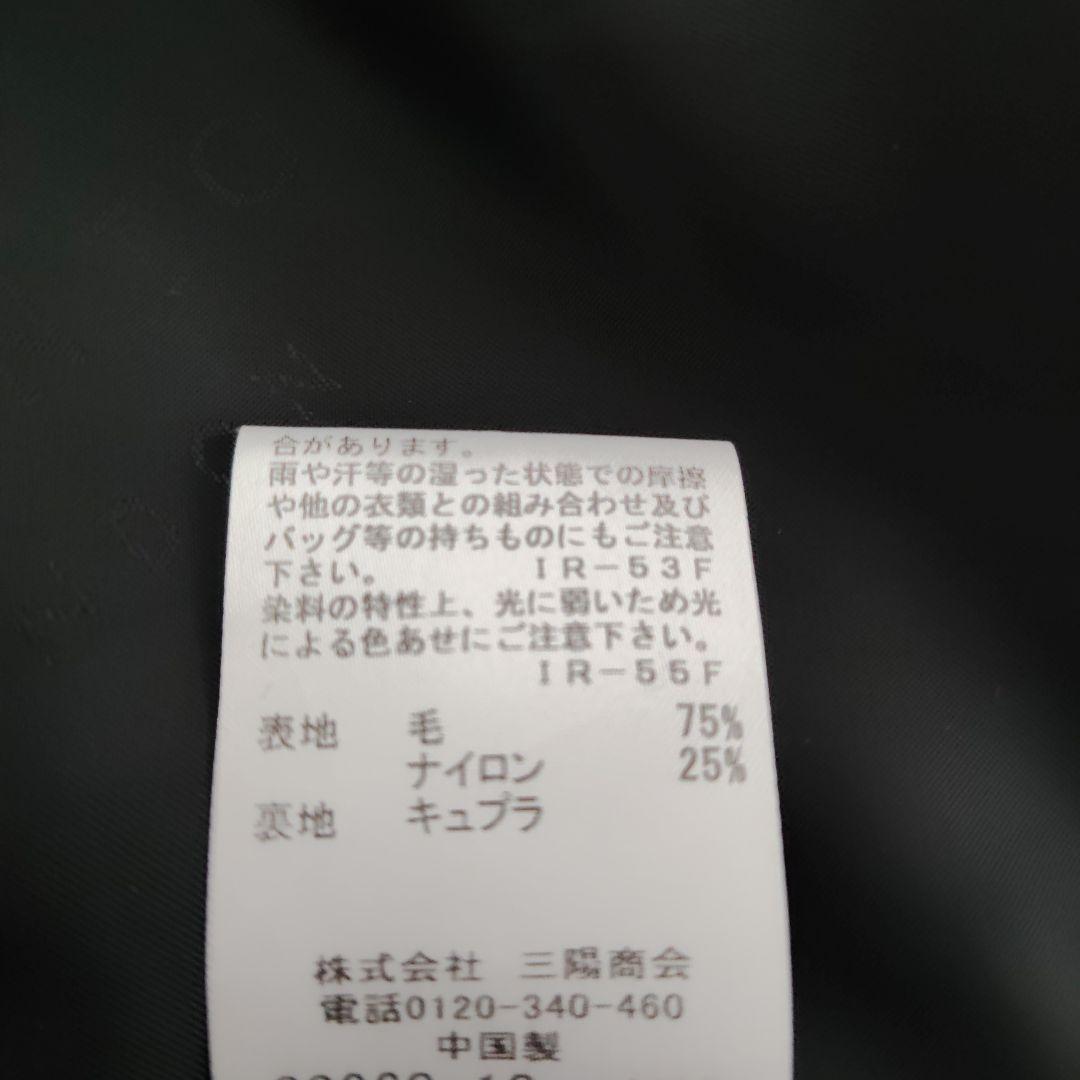 合があります。
雨や汗等の湿った状態での摩擦
や他の衣類との組み合わせ及び
バッグ等の持ちものにもご注意
下さい。 IR-53F
染料の特性上、光に弱いため光
による色あせにご注意下さい。
IR-55F
表地 毛 75%
ナイロン 25%
裏地 キュプラ
株式会社 三陽商会
電話0120-340-460
中国製